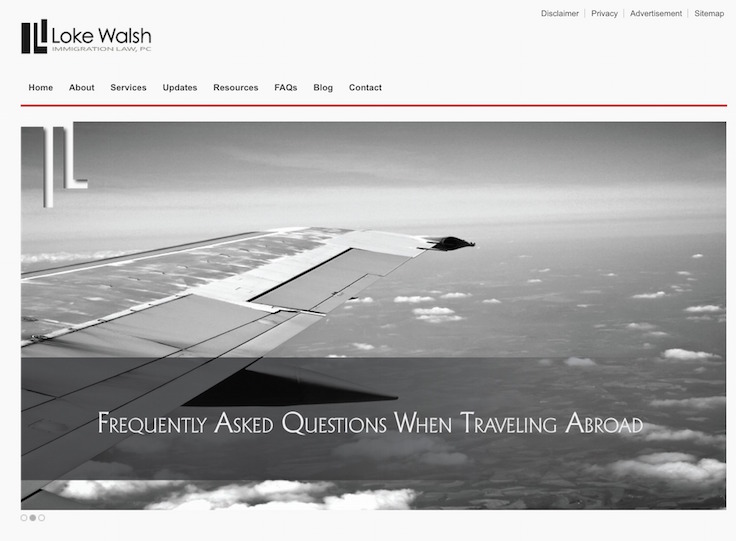 Disclaimer | Privacy | Advertisement | Sitemap
Loke Walsh
IMMIGRATION LAW, PC
Home About Services Updates Resources FAQs Blog Contact
Frequently Asked Questions When Traveling Abroad